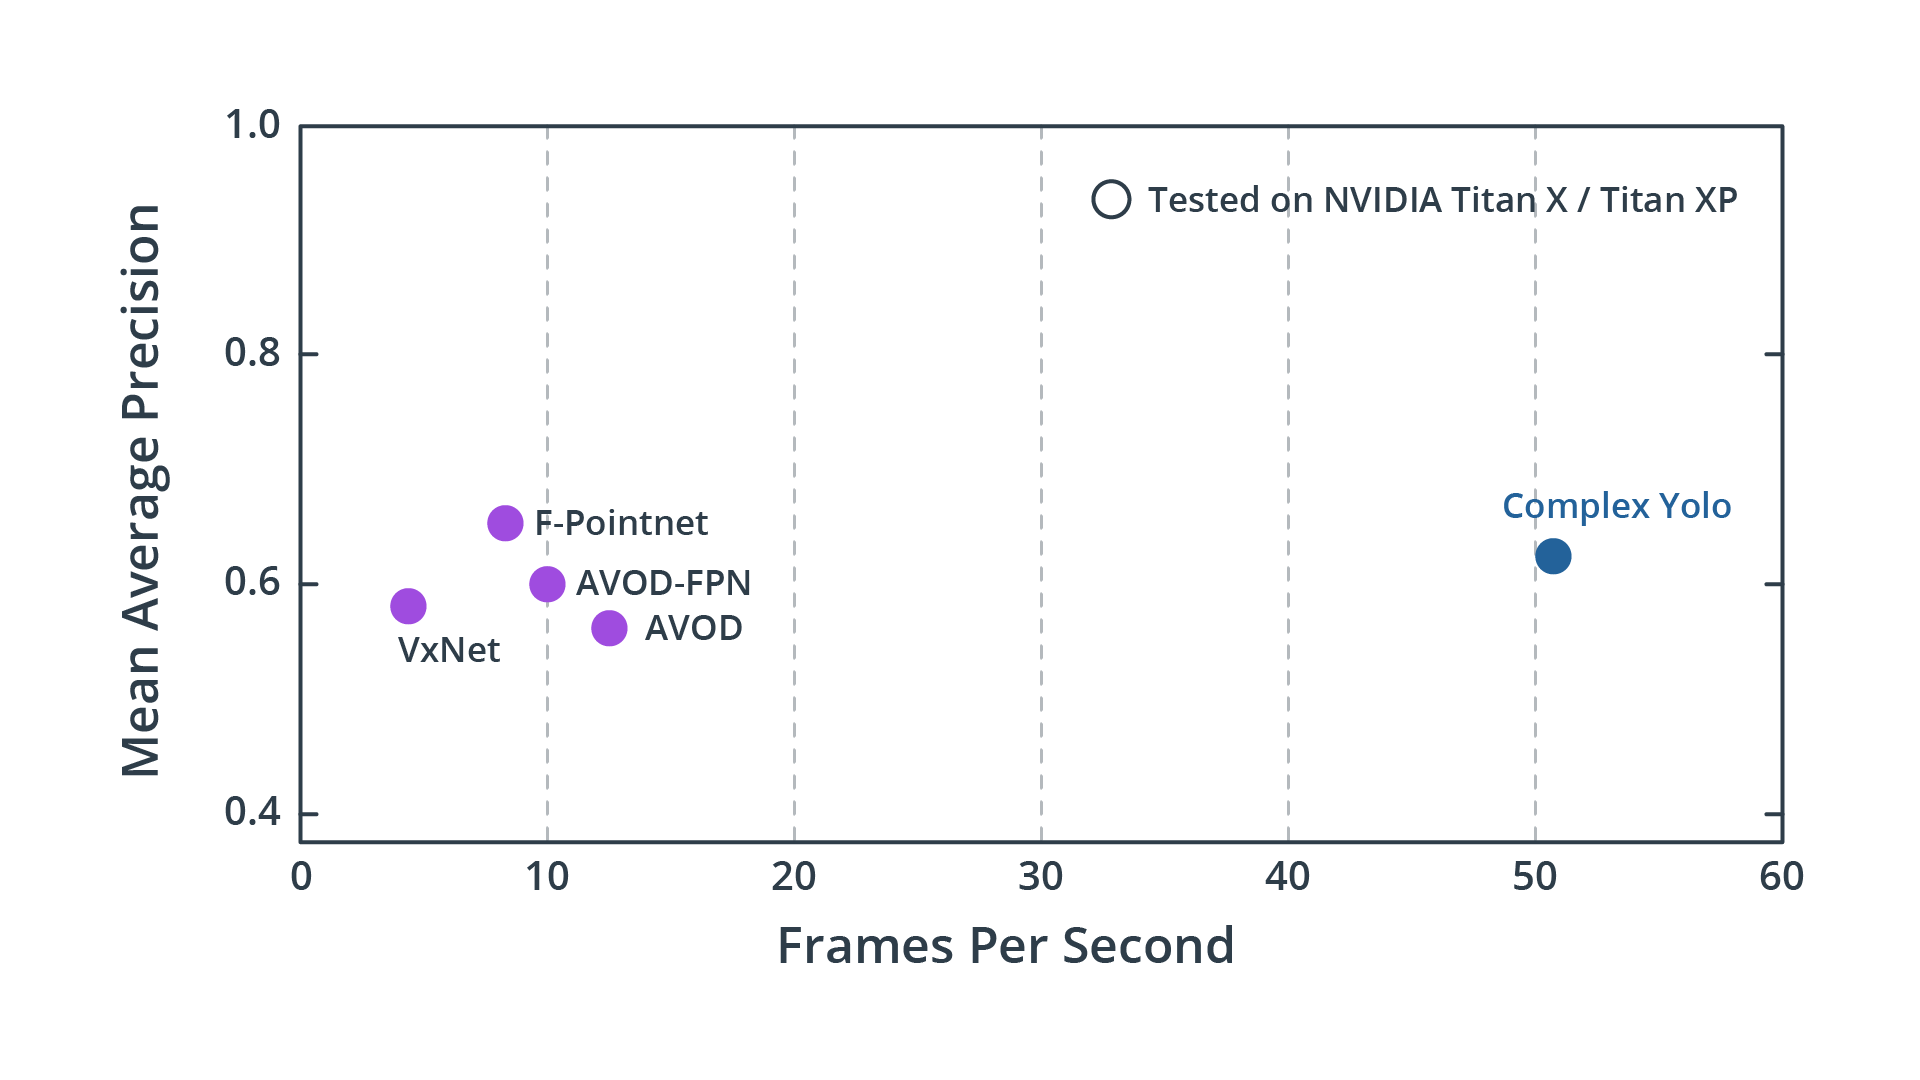 1.0
Tested on NVIDIA Titan X / Titan XP
0.8
Mean Average Precision
Complex Yolo
F-Pointnet
0.6
AVOD-FPN
AVOD
VxNet
0.4
0 10 20 30 40 50 60
Frames Per Second